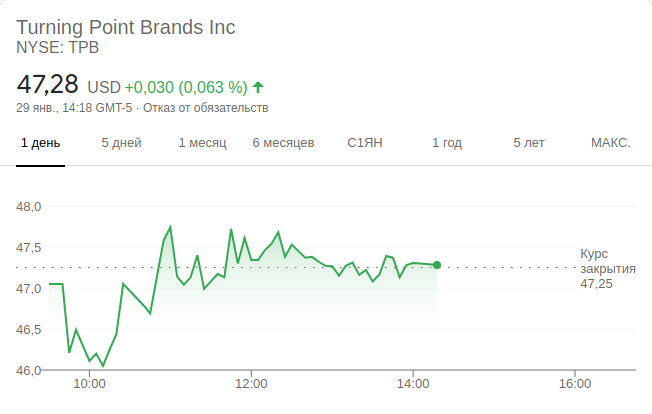 Turning Point Brands Inc
NYSE: TPB
47,28 USD +0,030 (0,063 %)
29 янв., 14:18 GMT-5 · Отказ от обязательств
1 день 5 дней 1 месяц 6 месяцев С1ЯН 1 год 5 лет МАКС.
48,0
47,5
47,0
46,5
46,0
Курс
закрытия
47,25
10:00 12:00 14:00 16:00